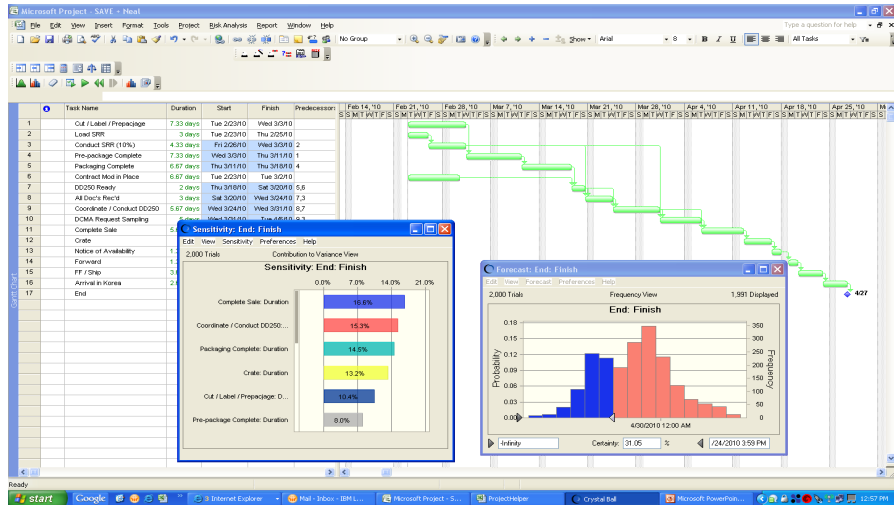 Microsoft Project - SAVE ~ Neal
File Edit View Insert Format Tools Project Risk Analysis Report Window Help
Type a question for help
No Group
Show
Arial
8
B I U
All Tasks
Task Name Duration Start Finish Predecessors
Feb 14, '10 Feb 21, '10 Feb 28, '10 Mar 7, '10 Mar 14, '10 Mar 21, '10 Mar 28, '10 Apr 4, '10 Apr 11, '10 Apr 18, '10 Apr 25, '10
S S M T W T F S S M T W T F S S M T W T F S S M T W T F S S M T W T F S S M T W T F S S M T W T F S S M T W T F S S M T W T F S S M T W T F S S M T W T F S
1 Cut / Label / Prepacjage 7.33 days Tue 2/23/10 Wed 3/3/10
2 Load SRR 3 days Tue 2/23/10 Thu 2/25/10
3 Conduct SRR (10%) 4.33 days Fri 2/26/10 Wed 3/3/10 2
4 Pre-package Complete 7.33 days Wed 3/3/10 Thu 3/11/10 1
5 Packaging Complete 6.67 days Thu 3/11/10 Thu 3/18/10 4
6 Contract Mod in Place 6.67 days Tue 2/23/10 Tue 3/2/10
7 DD250 Ready 2 days Thu 3/18/10 Sat 3/20/10 5,6
8 All Doc's Rec'd 3 days Sat 3/20/10 Wed 3/24/10 7,3
9 Coordinate / Conduct DD250 5.67 days Wed 3/24/10 Wed 3/31/10 8,7
10 DCMA Request Sampling 5 days Wed 3/31/10 Tue 4/6/10 9,3
11 Complete Sale
12 Crate
13 Notice of Availability
14 Forward
15 FF / Ship
16 Arrival in Korea
17 End
4/27
Gantt Chart
Sensitivity: End: Finish
Edit View Sensitivity Preferences Help
2,000 Trials Contribution to Variance View
Sensitivity: End: Finish
0.0% 7.0% 14.0% 21.0%
Complete Sale: Duration 16.6%
Coordinate / Conduct DD250:... 15.3%
Packaging Complete: Duration 14.5%
Crate: Duration 13.2%
Cut / Label / Prepacjage: D... 10.4%
Pre-package Complete: Duration 8.0%
Forecast: End: Finish
Edit View Forecast Preferences Help
2,000 Trials Frequency View 1,991 Displayed
End: Finish
0.18
0.15
0.12
0.09
0.06
0.03
0.00
Probability
350
300
250
200
150
100
50
0
Frequency
4/30/2010 12:00 AM
-Infinity Certainty: 31.05 % /24/2010 3:59 PM
Ready
start Google 3 Internet Explorer Mail - Inbox - IBM L... Microsoft Project - S... ProjectHelper Crystal Ball Microsoft PowerPoin... 12:57 PM